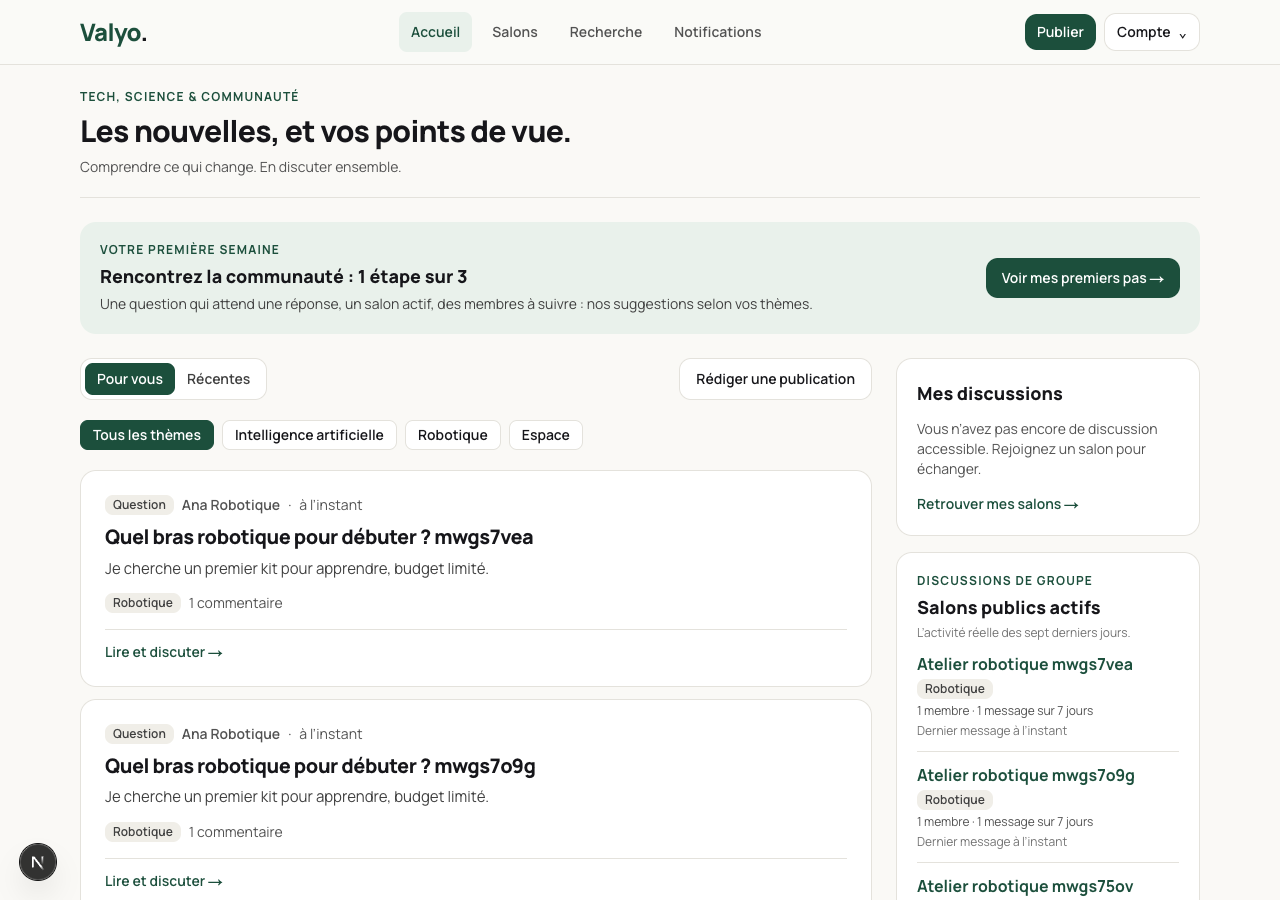 Valyo.
Accueil
Salons
Recherche
Notifications
Publier
Compte
TECH, SCIENCE & COMMUNAUTÉ
Les nouvelles, et vos points de vue.
Comprendre ce qui change. En discuter ensemble.
VOTRE PREMIÈRE SEMAINE
Rencontrez la communauté : 1 étape sur 3
Une question qui attend une réponse, un salon actif, des membres à suivre : nos suggestions selon vos thèmes.
Voir mes premiers pas →
Pour vous
Récentes
Rédiger une publication
Tous les thèmes
Intelligence artificielle
Robotique
Espace
Question Ana Robotique · à l'instant
Quel bras robotique pour débuter ? mwgs7vea
Je cherche un premier kit pour apprendre, budget limité.
Robotique 1 commentaire
Lire et discuter →
Question Ana Robotique · à l'instant
Quel bras robotique pour débuter ? mwgs7o9g
Je cherche un premier kit pour apprendre, budget limité.
Robotique 1 commentaire
Lire et discuter →
Mes discussions
Vous n'avez pas encore de discussion
accessible. Rejoignez un salon pour
échanger.
Retrouver mes salons →
DISCUSSIONS DE GROUPE
Salons publics actifs
L'activité réelle des sept derniers jours.
Atelier robotique mwgs7vea
Robotique
1 membre · 1 message sur 7 jours
Dernier message à l'instant
Atelier robotique mwgs7o9g
Robotique
1 membre · 1 message sur 7 jours
Dernier message à l'instant
Atelier robotique mwgs75ov
N